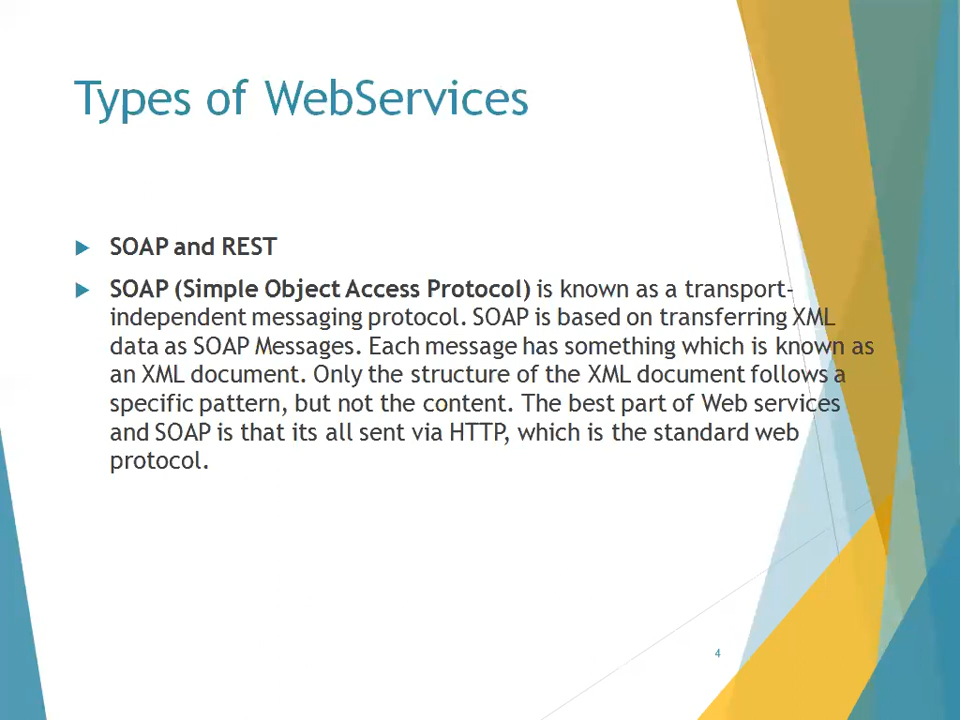 Types of WebServices
SOAP and REST
SOAP (Simple Object Access Protocol) is known as a transport-
independent messaging protocol. SOAP is based on transferring XML
data as SOAP Messages. Each message has something which is known as
an XML document. Only the structure of the XML document follows a
specific pattern, but not the content. The best part of Web services
and SOAP is that its all sent via HTTP, which is the standard web
protocol.
4